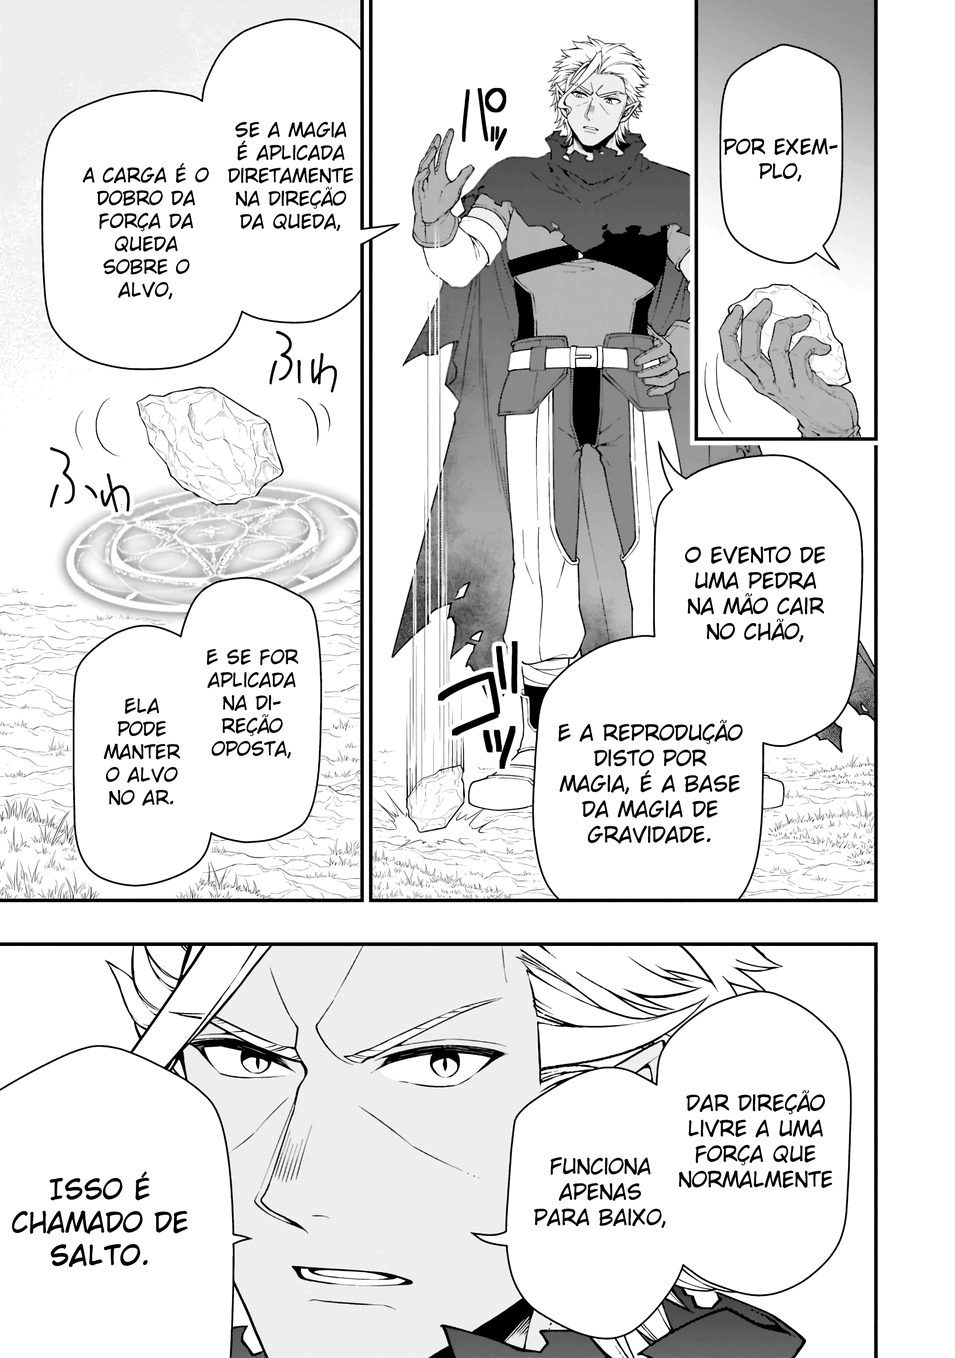 POR EXEM-
PLO,
パッ
O EVENTO DE
UMA PEDRA
NA MÃO CAIR
NO CHÃO,
E A REPRODUÇÃO
DISTO POR
MAGIA, É A BASE
DA MAGIA DE
GRAVIDADE.
ゴッ
SE A MAGIA
É APLICADA
DIRETAMENTE
NA DIREÇÃO
DA QUEDA,
A CARGA É O
DOBRO DA
FORÇA DA
QUEDA
SOBRE O
ALVO,
ふわ
ふわ
E SE FOR
APLICADA
NA DI-
REÇÃO
OPOSTA,
ELA
PODE
MANTER
O ALVO
NO AR.
DAR DIREÇÃO
LIVRE A UMA
FORÇA QUE
NORMALMENTE
FUNCIONA
APENAS
PARA BAIXO,
ISSO É
CHAMADO DE
SALTO.